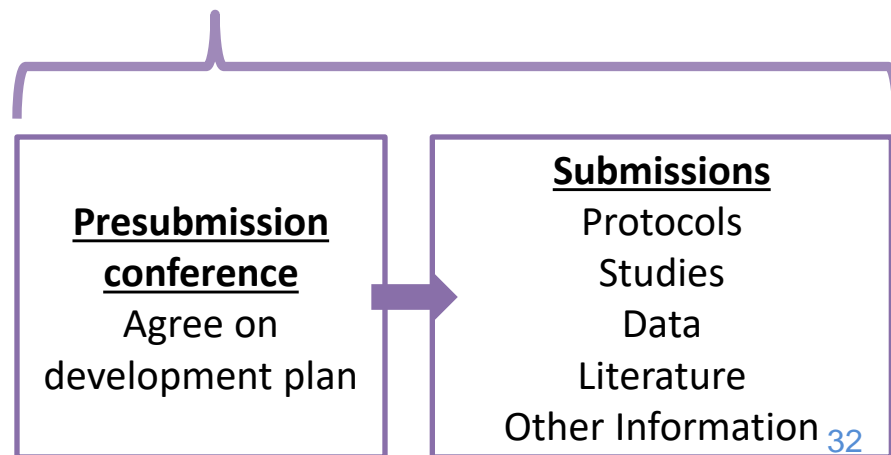 Presubmission
conference
Agree on
development plan
Submissions
Protocols
Studies
Data
Literature
Other Information
32